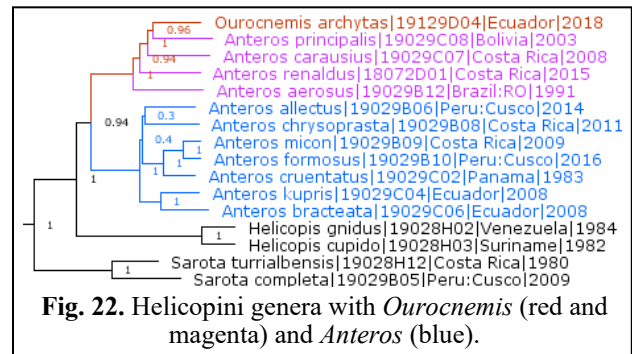 Ourocnemis archytas|19129D04|Ecuador|2018
0.96
Anteros principalis|19029C08|Bolivia|2003
1
Anteros carausius|19029C07|Costa Rica|2008
0.94
Anteros renaldus|18072D01|Costa Rica|2015
1
Anteros aerosus|19029B12|Brazil:RO|1991
Anteros allectus|19029B06|Peru:Cusco|2014
0.3
Anteros chrysoprasta|19029B08|Costa Rica|2011
0.94
0.4
Anteros micon|19029B09|Costa Rica|2009
1
Anteros formosus|19029B10|Peru:Cusco|2016
1
Anteros cruentatus|19029C02|Panama|1983
1
Anteros kupris|19029C04|Ecuador|2008
1
Anteros bracteata|19029C06|Ecuador|2008
1
Helicopis gnidus|19028H02|Venezuela|1984
1
Helicopis cupido|19028H03|Suriname|1982
Sarota turrialbensis|19028H12|Costa Rica|1980
1
Sarota completa|19029B05|Peru:Cusco|2009
Fig. 22. Helicopini genera with Ourocnemis (red and
magenta) and Anteros (blue).